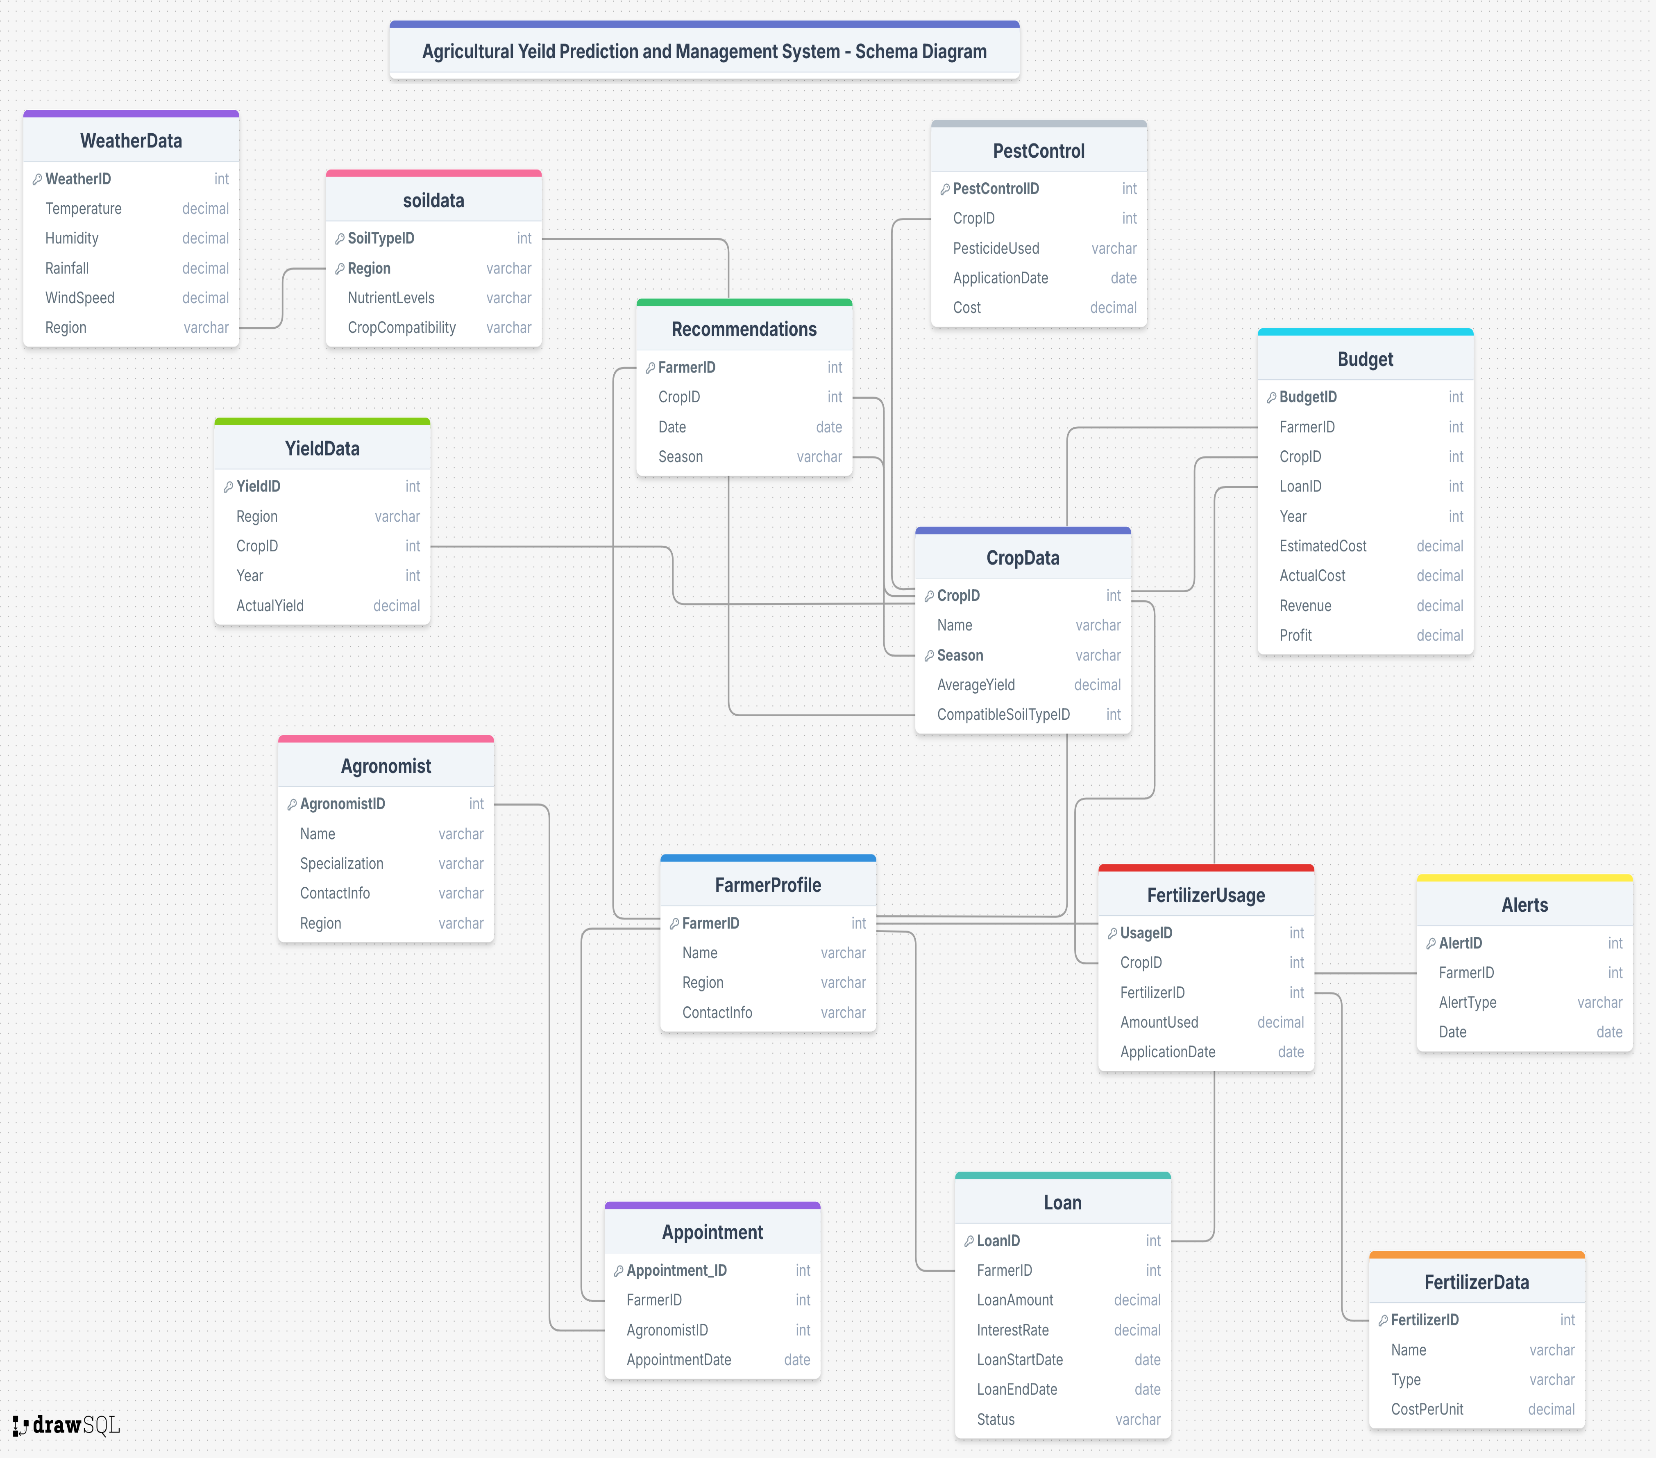 Agricultural Yeild Prediction and Management System - Schema Diagram
WeatherData
WeatherID int
Temperature decimal
Humidity decimal
Rainfall decimal
WindSpeed decimal
Region varchar
soildata
SoilTypeID int
Region varchar
NutrientLevels varchar
CropCompatibility varchar
PestControl
PestControlID int
CropID int
PesticideUsed varchar
ApplicationDate date
Cost decimal
Recommendations
FarmerID int
CropID int
Date date
Season varchar
Budget
BudgetID int
FarmerID int
CropID int
LoanID int
Year int
EstimatedCost decimal
ActualCost decimal
Revenue decimal
Profit decimal
YieldData
YieldID int
Region varchar
CropID int
Year int
ActualYield decimal
CropData
CropID int
Name varchar
Season varchar
AverageYield decimal
CompatibleSoilTypeID int
Agronomist
AgronomistID int
Name varchar
Specialization varchar
ContactInfo varchar
Region varchar
FarmerProfile
FarmerID int
Name varchar
Region varchar
ContactInfo varchar
FertilizerUsage
UsageID int
CropID int
FertilizerID int
AmountUsed decimal
ApplicationDate date
Alerts
AlertID int
FarmerID int
AlertType varchar
Date date
Appointment
Appointment_ID int
FarmerID int
AgronomistID int
AppointmentDate date
Loan
LoanID int
FarmerID int
LoanAmount decimal
InterestRate decimal
LoanStartDate date
LoanEndDate date
Status varchar
FertilizerData
FertilizerID int
Name varchar
Type varchar
CostPerUnit decimal
drawSQL